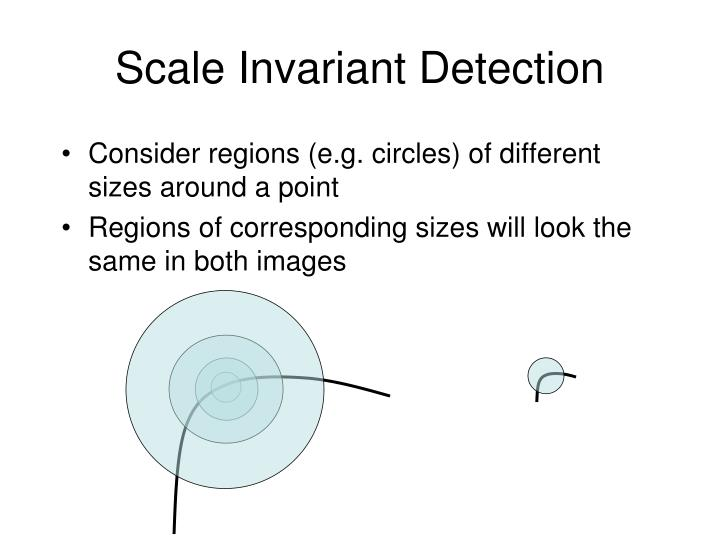 Scale Invariant Detection
• Consider regions (e.g. circles) of different
sizes around a point
• Regions of corresponding sizes will look the
same in both images